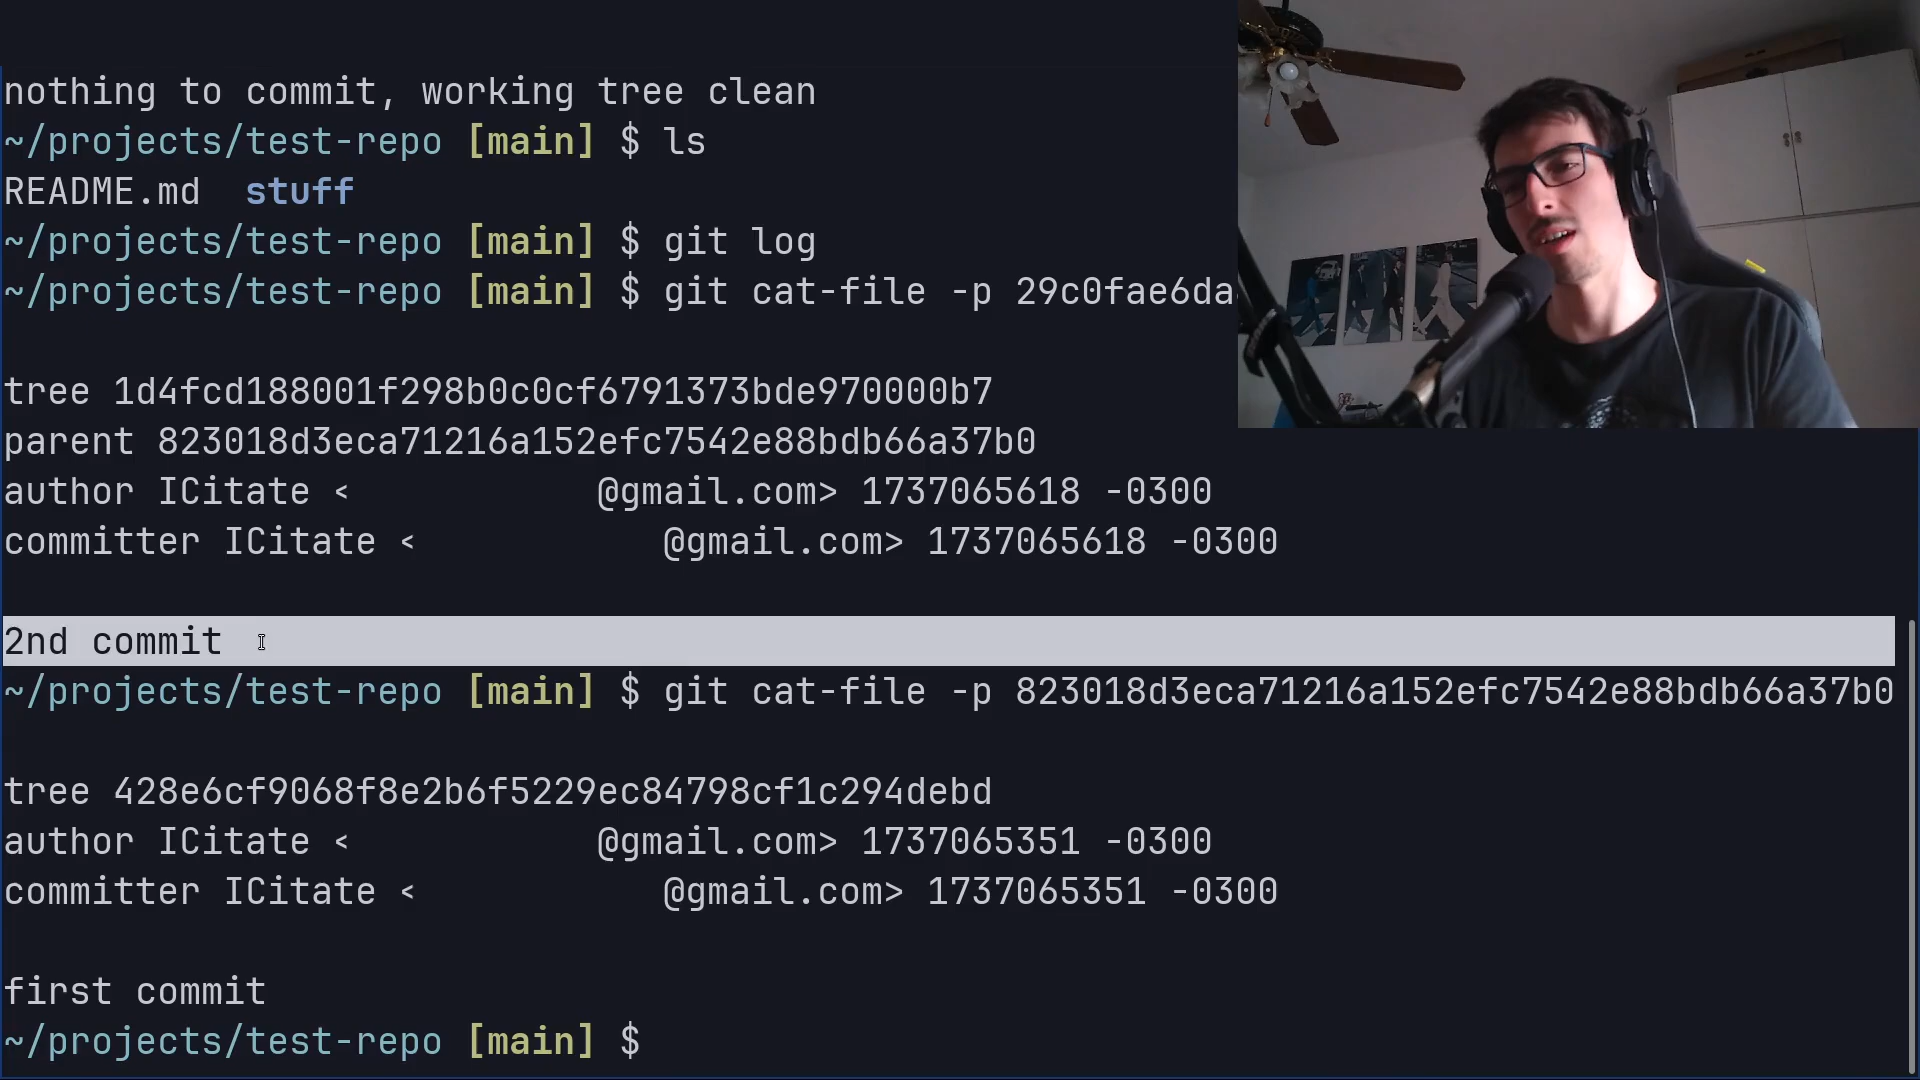 nothing to commit, working tree clean
~/projects/test-repo [main] $ ls
README.md  stuff
~/projects/test-repo [main] $ git log
~/projects/test-repo [main] $ git cat-file -p 29c0fae6da
tree 1d4fcd188001f298b0c0cf6791373bde970000b7
parent 823018d3eca71216a152efc7542e88bdb66a37b0
author ICitate < @gmail.com> 1737065618 -0300
committer ICitate < @gmail.com> 1737065618 -0300
2nd commit
~/projects/test-repo [main] $ git cat-file -p 823018d3eca71216a152efc7542e88bdb66a37b0
tree 428e6cf9068f8e2b6f5229ec84798cf1c294debd
author ICitate < @gmail.com> 1737065351 -0300
committer ICitate < @gmail.com> 1737065351 -0300
first commit
~/projects/test-repo [main] $